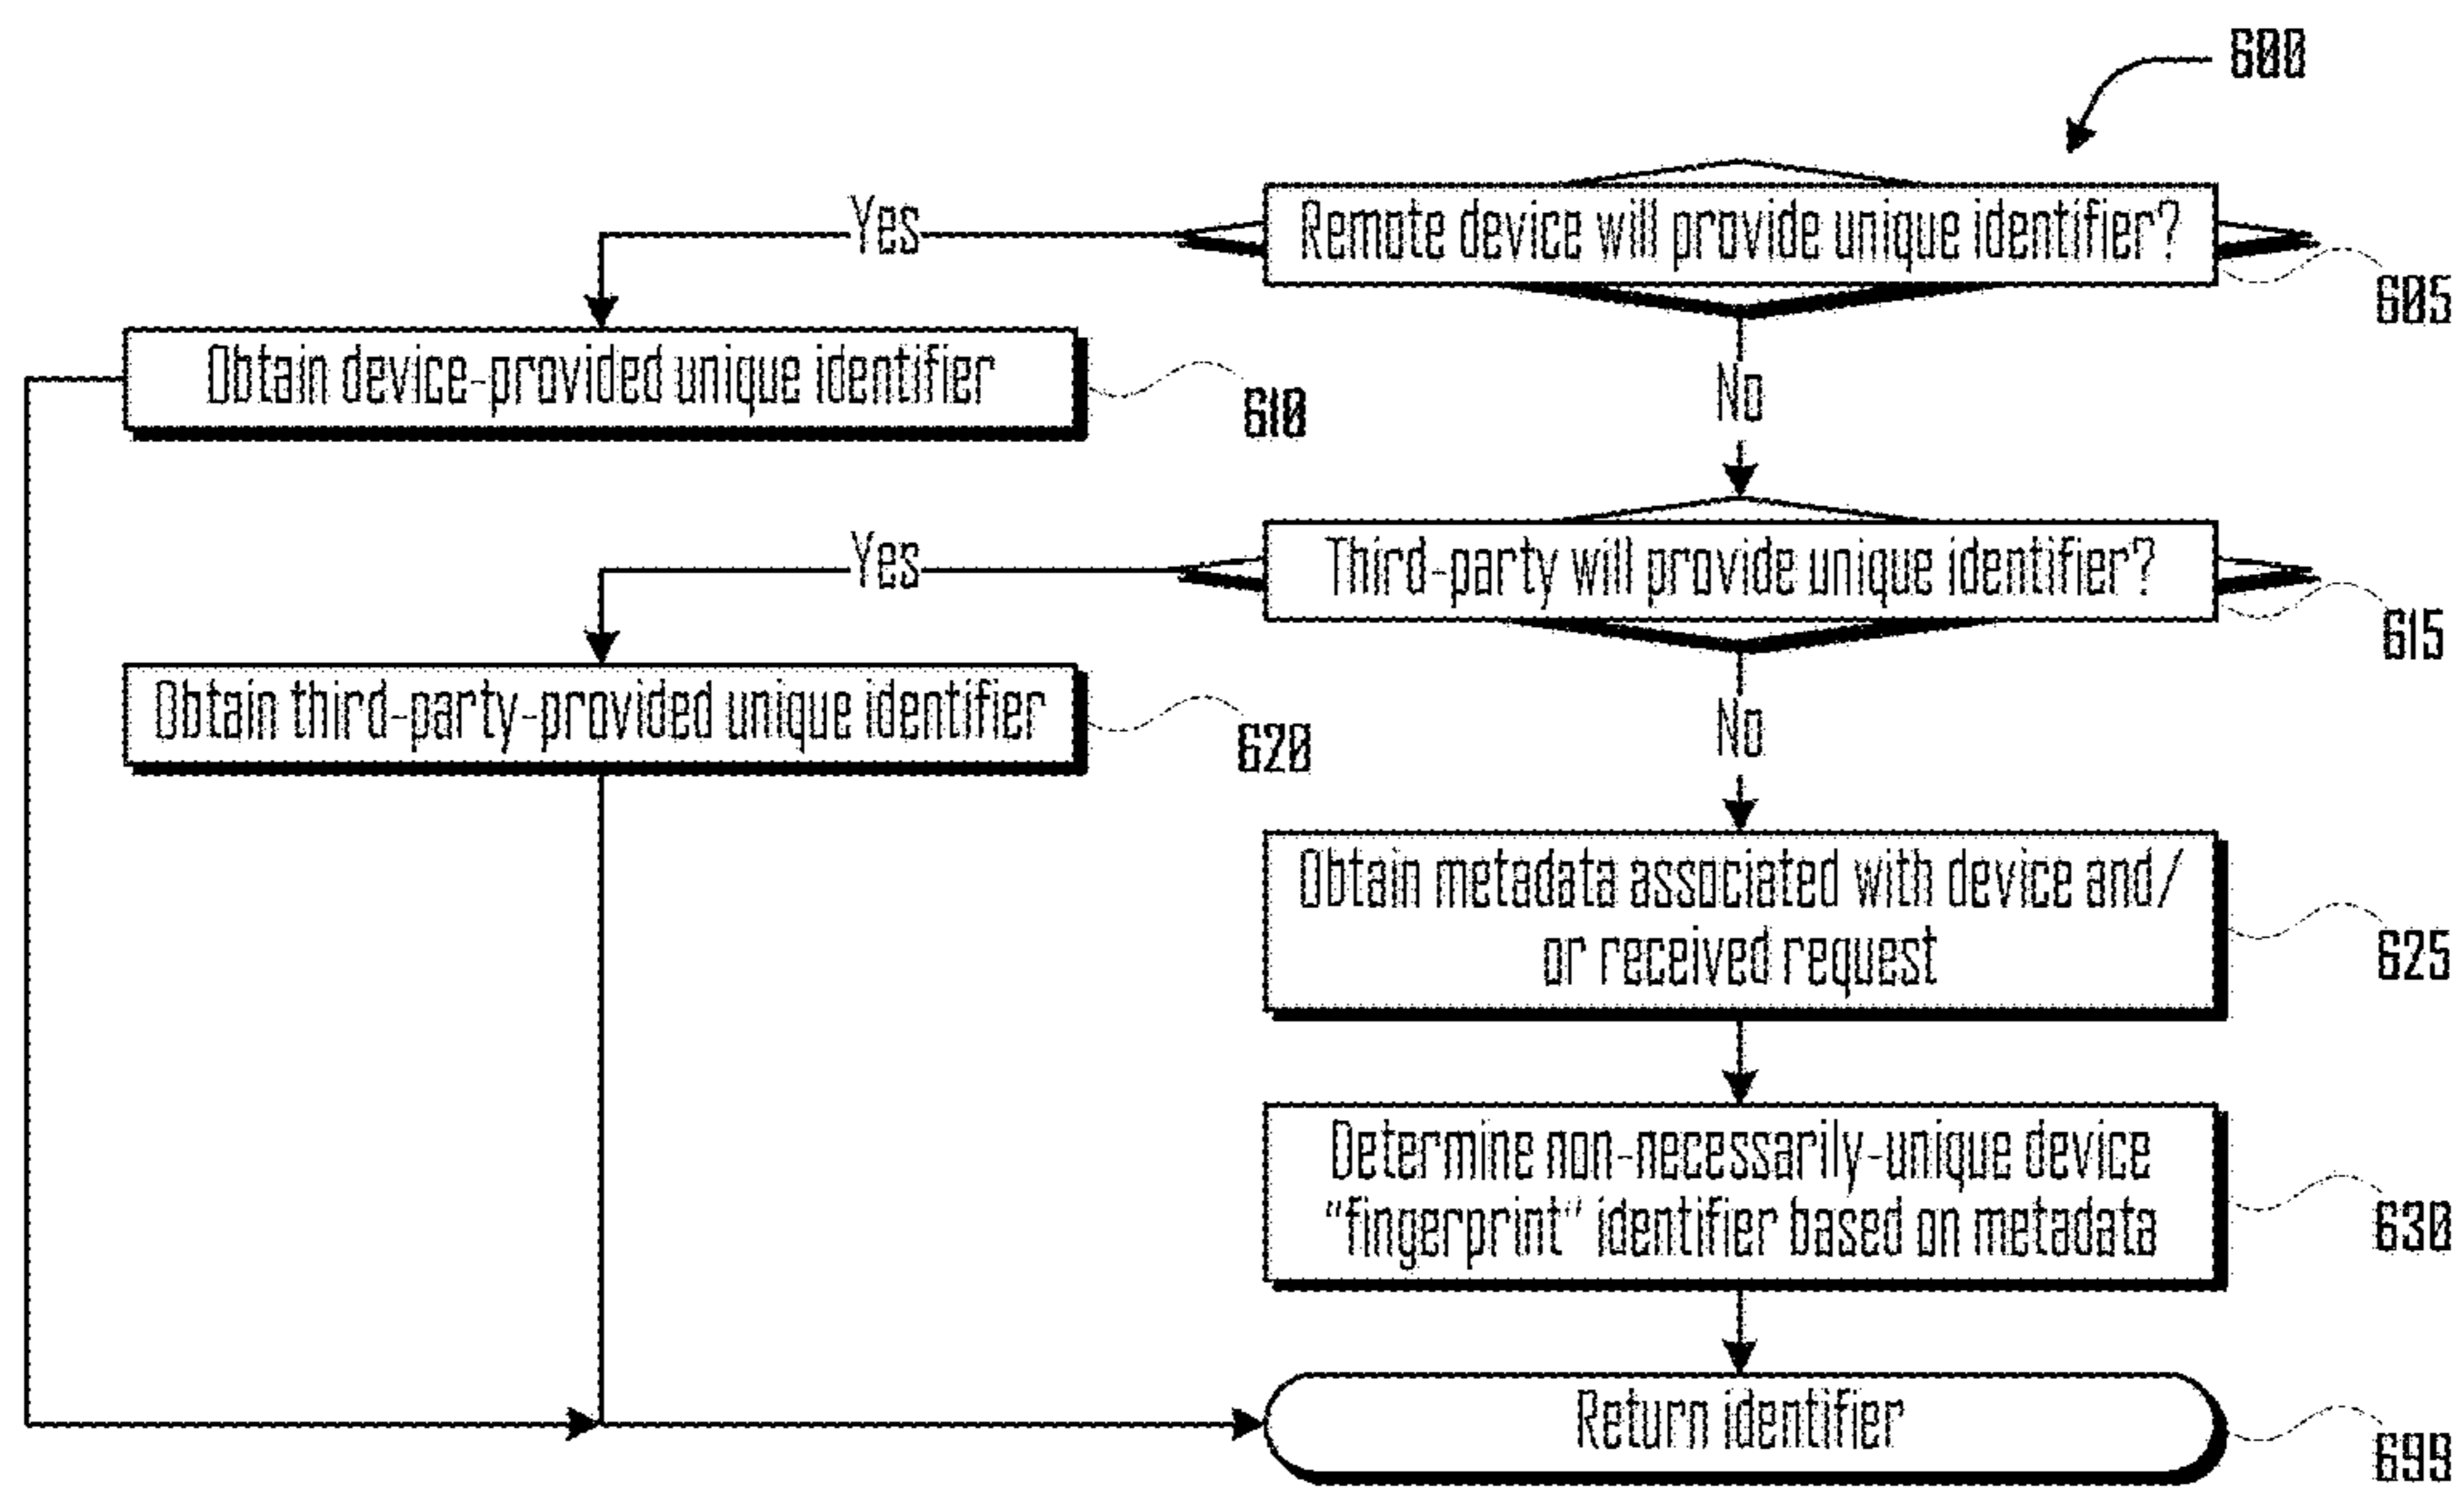 600
Yes
Remote device will provide unique identifier?
605
Obtain device-provided unique identifier
610
No
Yes
Third-party will provide unique identifier?
615
Obtain third-party-provided unique identifier
620
No
Obtain metadata associated with device and/
or received request
625
Determine non-necessarily-unique device
"fingerprint" identifier based on metadata
630
Return identifier
699